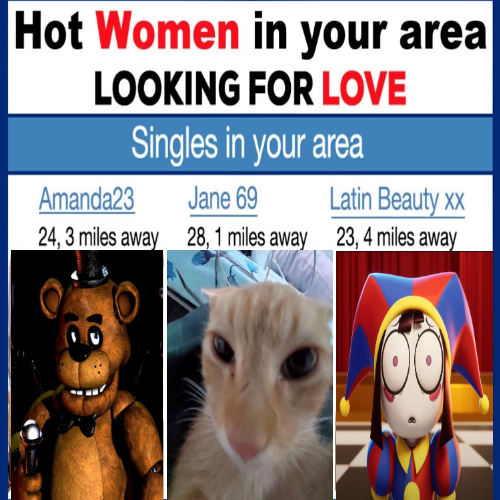 Hot Women in your area
LOOKING FOR LOVE
Singles in your area
Amanda23 Jane 69 Latin Beauty xx
24, 3 miles away 28, 1 miles away 23, 4 miles away